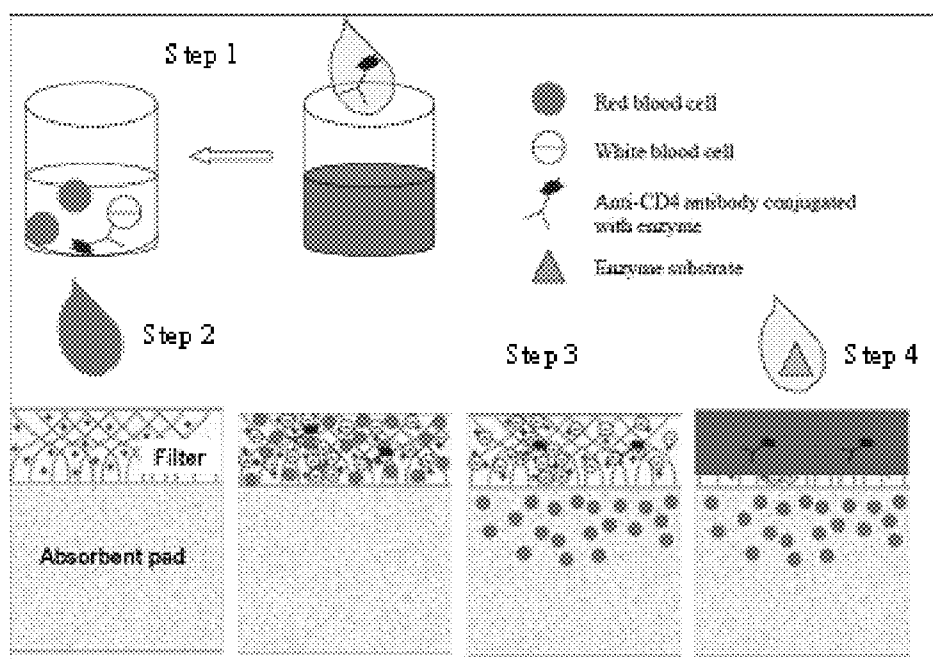 Step 1
Red blood cell
White blood cell
Anti-CD4 antibody conjugated
with enzyme
Enzyme substrate
Step 2
Step 3
Step 4
Filter
Absorbent pad